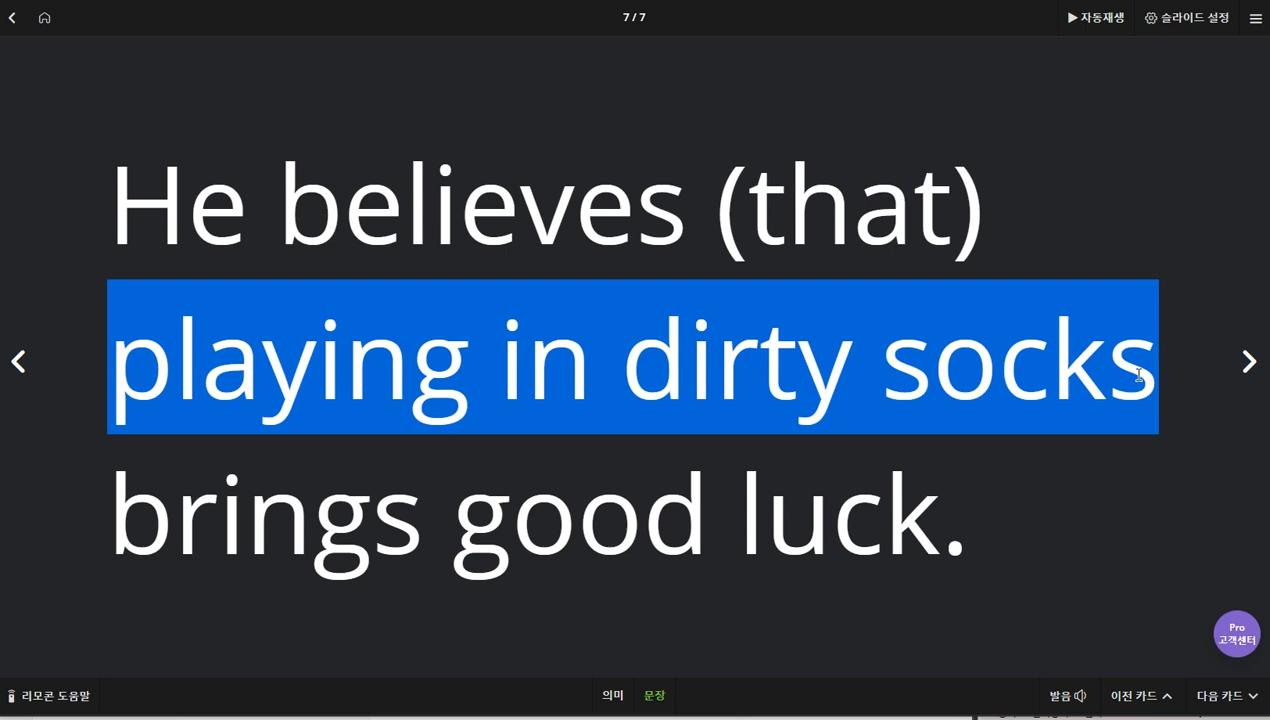 7 / 7
▶ 자동재생
슬라이드 설정
He believes (that)
playing in dirty socks
brings good luck.
Pro
고객센터
리모콘 도움말
의미
문장
발음
이전 카드
다음 카드